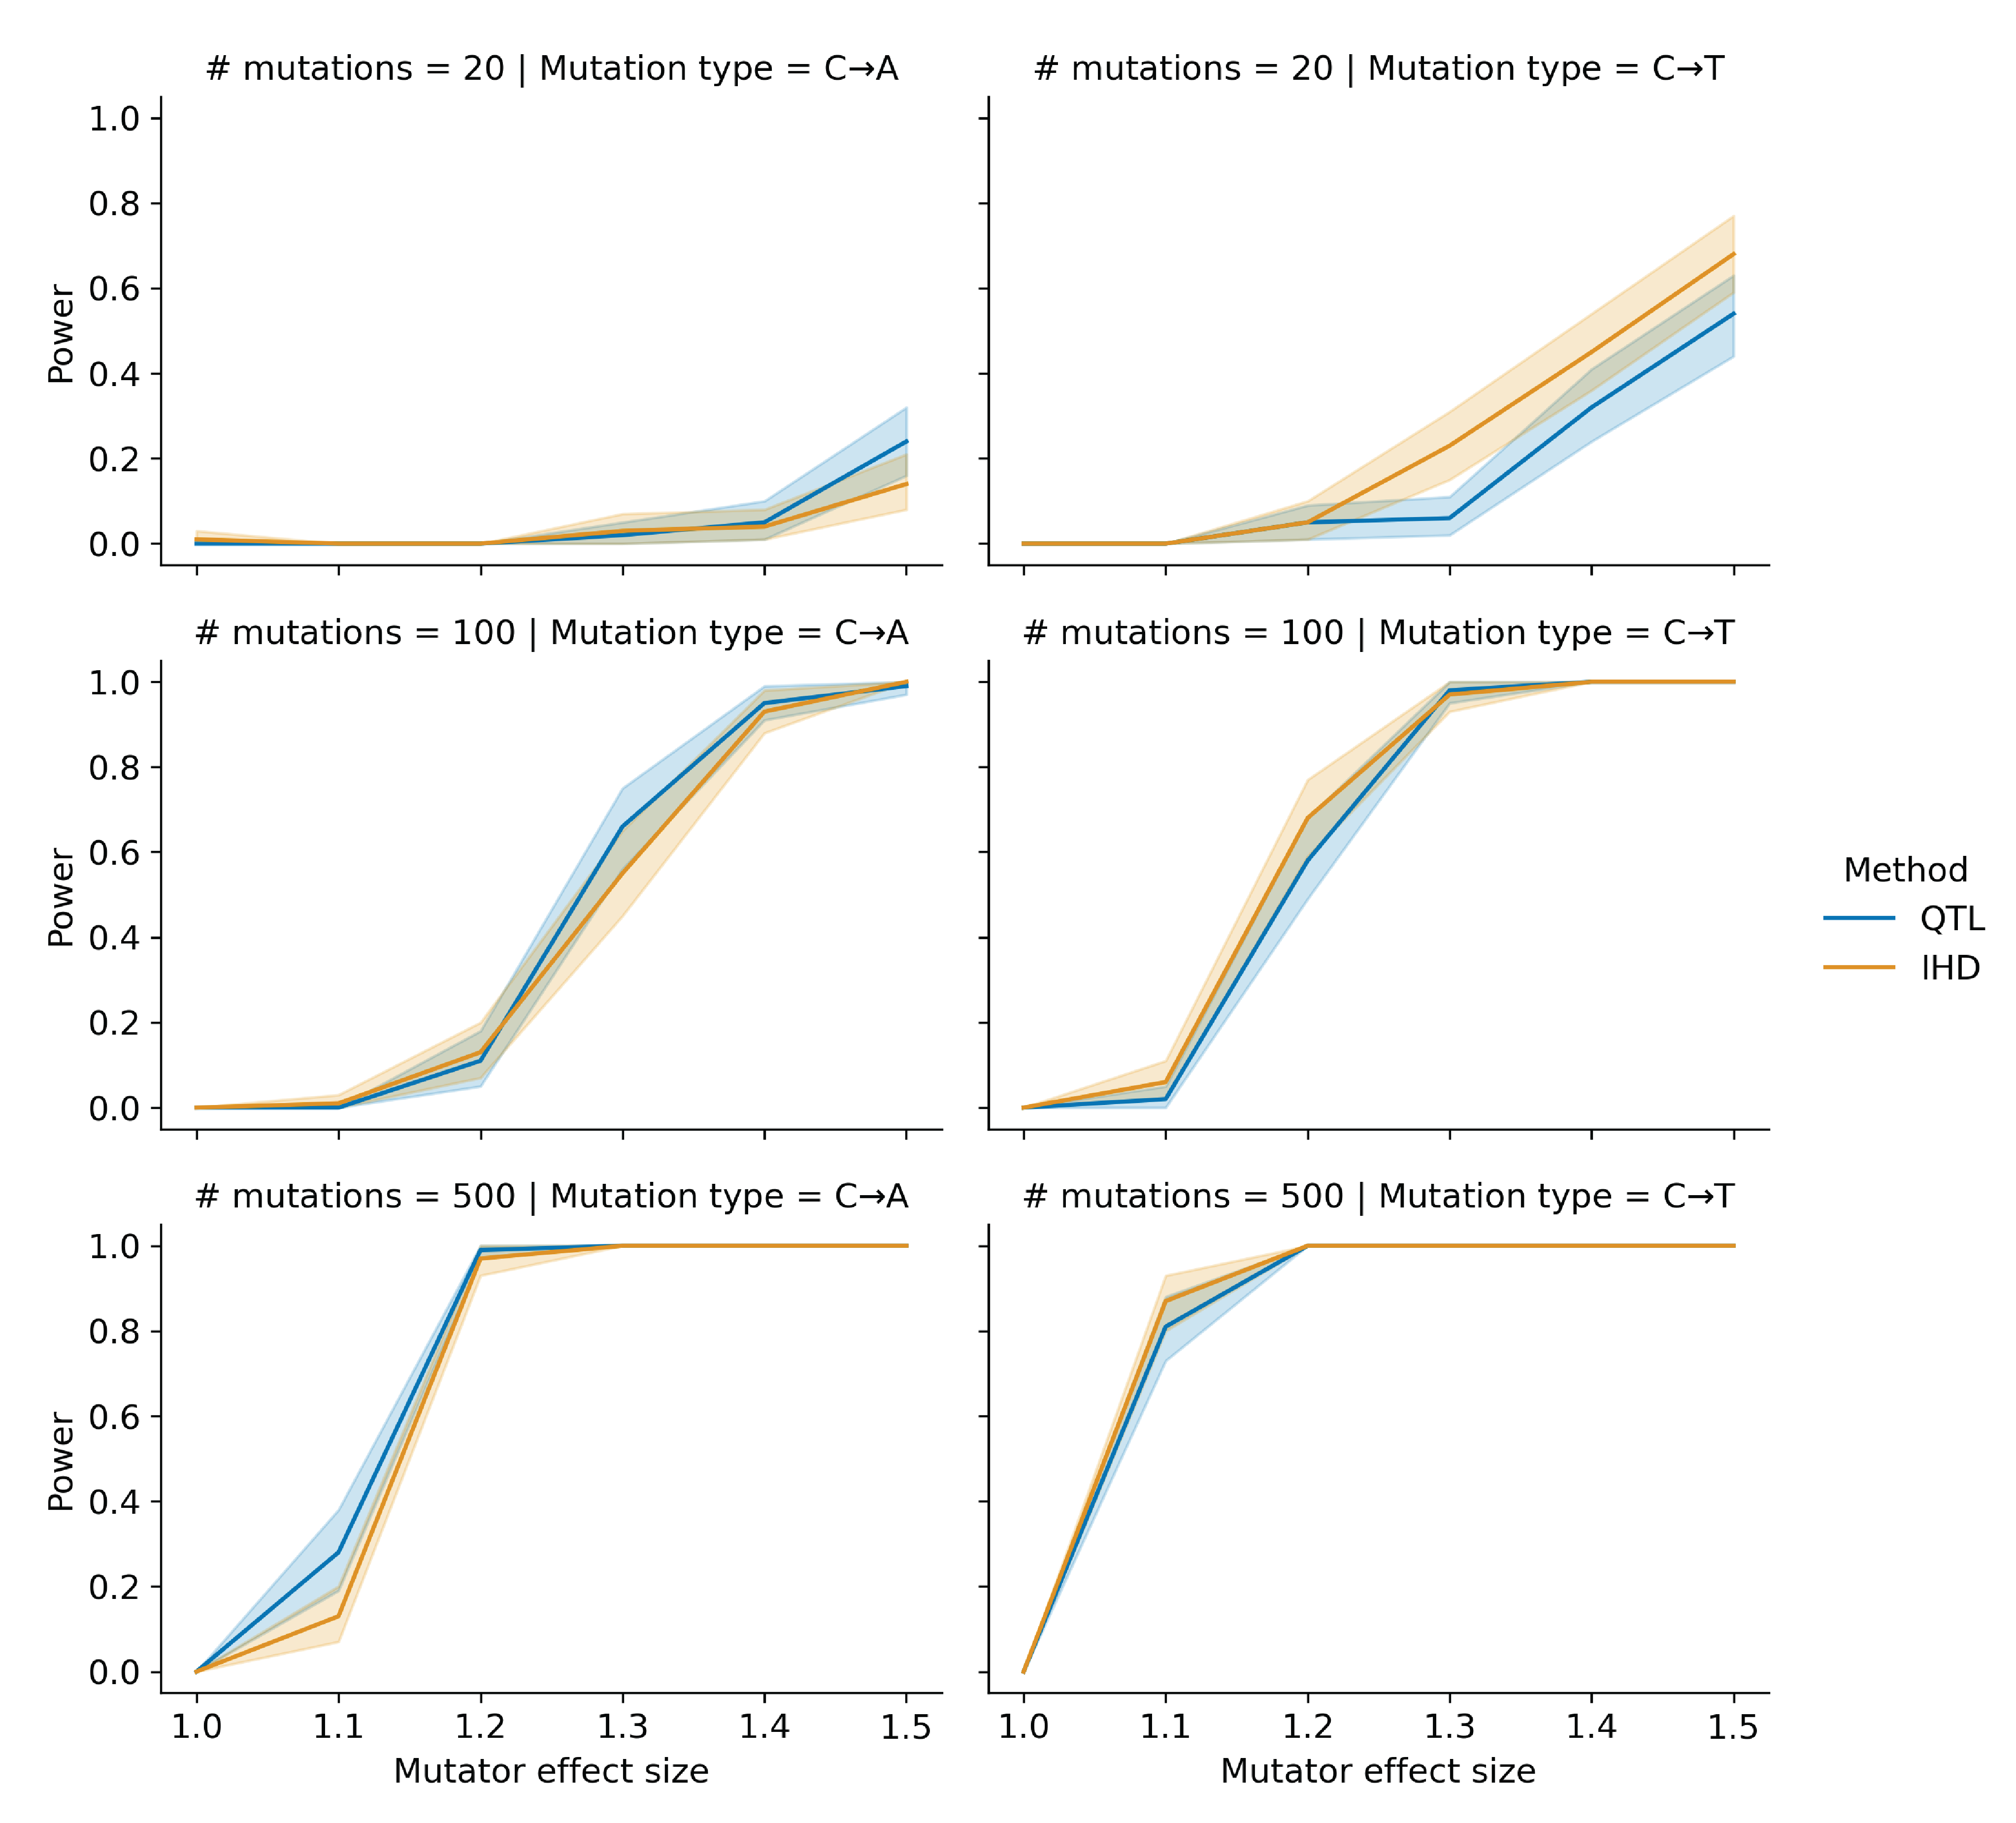 # mutations = 20 | Mutation type = C→A
# mutations = 20 | Mutation type = C→T
1.0
0.8
0.6
0.4
0.2
0.0
Power
# mutations = 100 | Mutation type = C→A
# mutations = 100 | Mutation type = C→T
1.0
0.8
0.6
0.4
0.2
0.0
Power
Method
QTL
IHD
# mutations = 500 | Mutation type = C→A
# mutations = 500 | Mutation type = C→T
1.0
0.8
0.6
0.4
0.2
0.0
Power
1.0 1.1 1.2 1.3 1.4 1.5
Mutator effect size
1.0 1.1 1.2 1.3 1.4 1.5
Mutator effect size